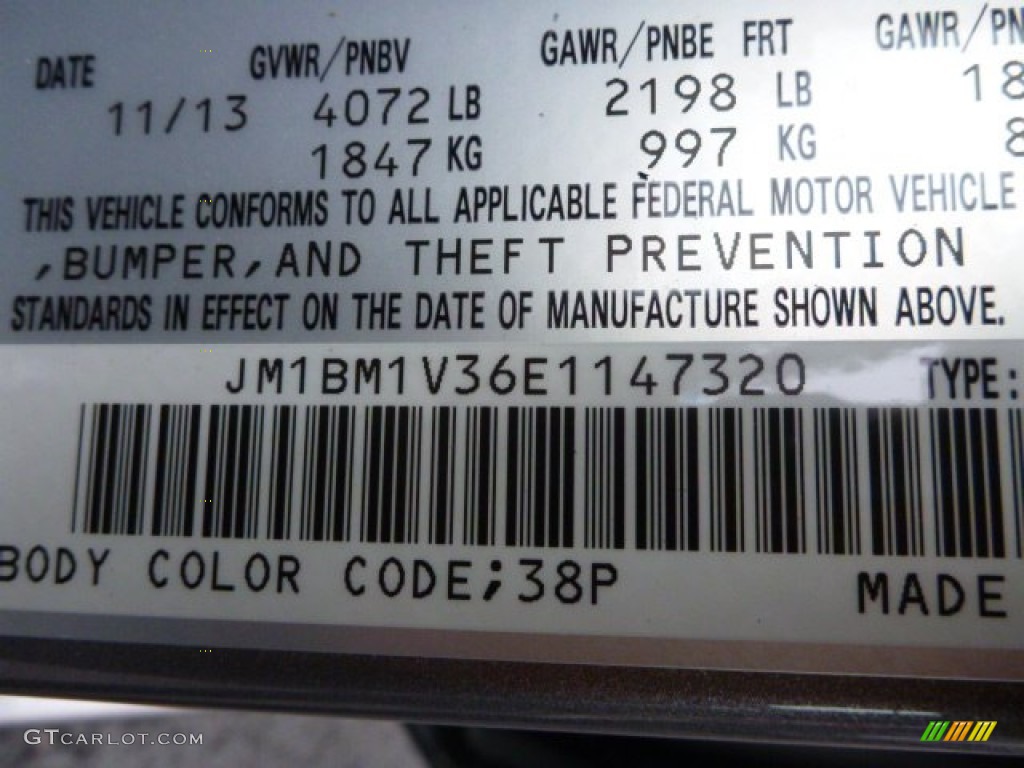 DATE GVWR/PNBV GAWR/PNBE FRT GAWR/PN
11/13 4072 LB 2198 LB 18
1847 KG 997 KG 8
THIS VEHICLE CONFORMS TO ALL APPLICABLE FEDERAL MOTOR VEHICLE
,BUMPER,AND THEFT PREVENTION
STANDARDS IN EFFECT ON THE DATE OF MANUFACTURE SHOWN ABOVE.
JM1BM1V36E1147320 TYPE:
BODY COLOR CODE;38P MADE
GTCARLOT.COM